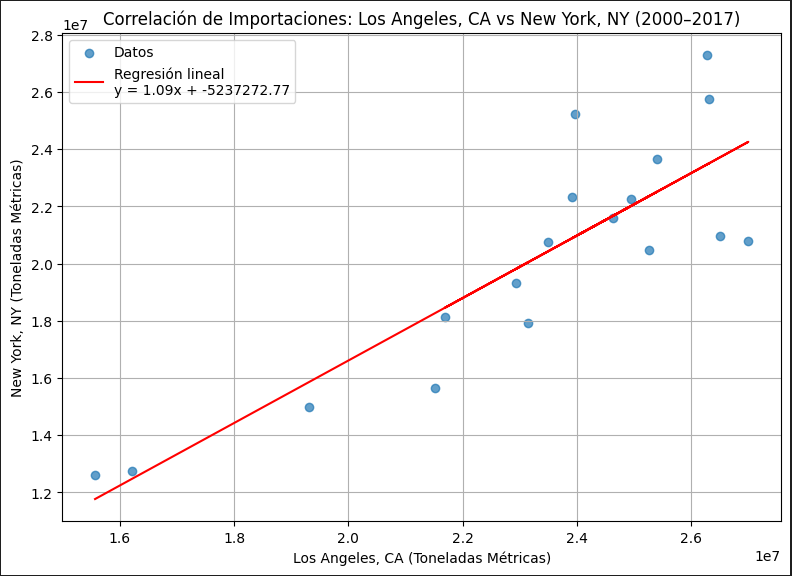 Correlación de Importaciones: Los Angeles, CA vs New York, NY (2000–2017)
1e7
2.8
2.6
2.4
2.2
2.0
1.8
1.6
1.4
1.2
New York, NY (Toneladas Métricas)
Datos
Regresión lineal
y = 1.09x + -5237272.77
1.6
1.8
2.0
2.2
2.4
2.6
1e7
Los Angeles, CA (Toneladas Métricas)